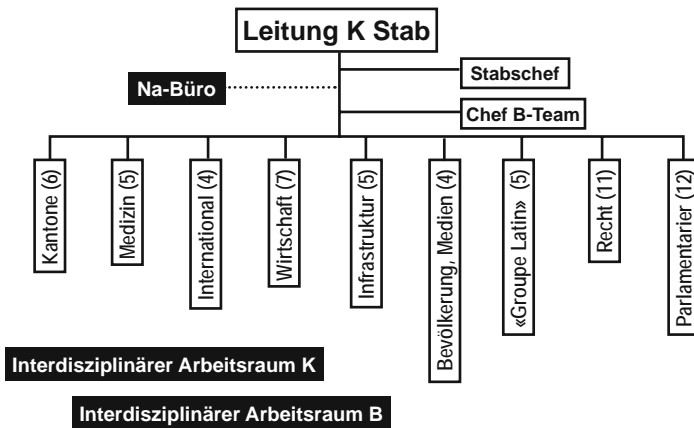 Leitung K Stab
Stabschef
Na-Büro
Chef B-Team
Kantone (6)
Medizin (5)
International (4)
Wirtschaft (7)
Infrastruktur (5)
Bevölkerung, Medien (4)
«Groupe Latin» (5)
Recht (11)
Parlamentarier (12)
Interdisziplinärer Arbeitsraum K
Interdisziplinärer Arbeitsraum B